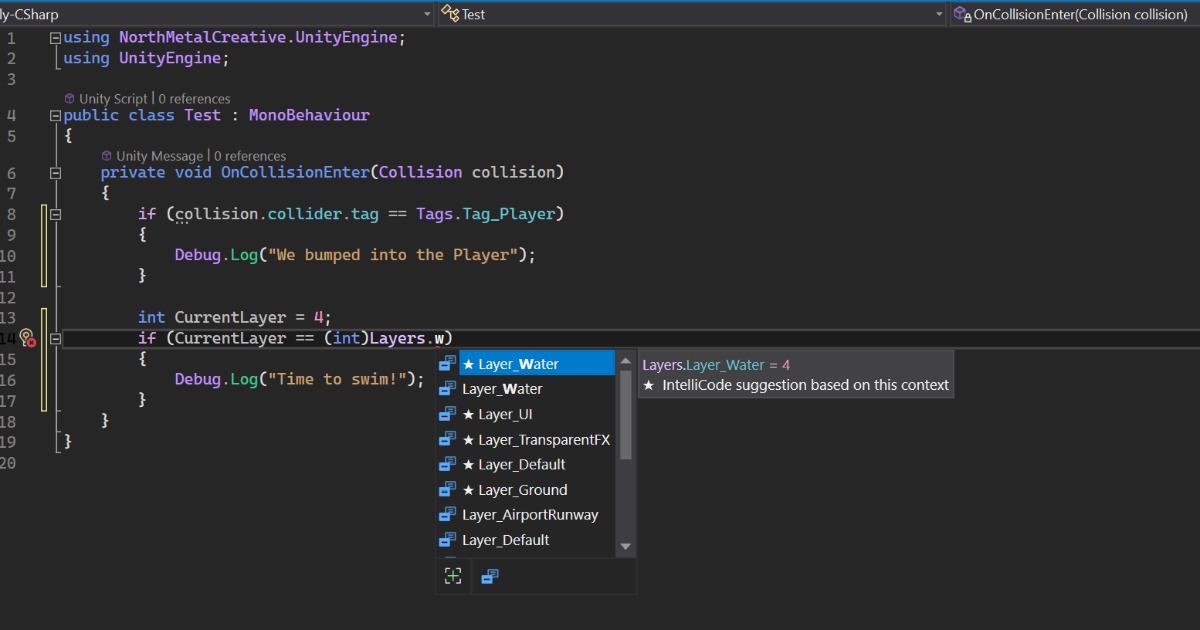 ly-CSharp Test OnCollisionEnter(Collision collision)
1 using NorthMetalCreative.UnityEngine;
2 using UnityEngine;
3
Unity Script | 0 references
4 public class Test : MonoBehaviour
5 {
Unity Message | 0 references
6 private void OnCollisionEnter(Collision collision)
7 {
8 if (collision.collider.tag == Tags.Tag_Player)
9 {
10 Debug.Log("We bumped into the Player");
11 }
12
13 int CurrentLayer = 4;
14 if (CurrentLayer == (int)Layers.w)
15 {
16 Debug.Log("Time to swim!");
17 }
18 }
19 }
20
★ Layer_Water
Layer_Water
★ Layer_UI
★ Layer_TransparentFX
★ Layer_Default
★ Layer_Ground
Layer_AirportRunway
Layer_Default
Layers.Layer_Water = 4
★ IntelliCode suggestion based on this context